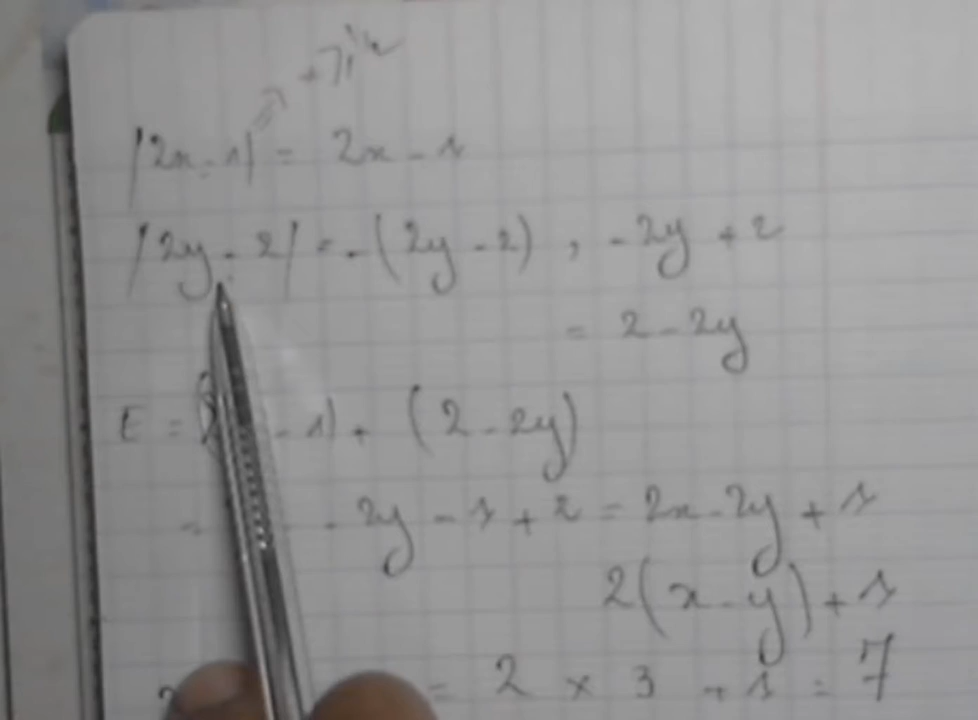 |2x - 1| = 2x - 1
|2y - 2| = -(2y - 2) , -2y + 2
= 2 - 2y
E = - 1) + (2 - 2y)
= - 2y - 1 + 2 = 2x - 2y + 1
2(x - y) + 1
= 2 × 3 + 1 = 7